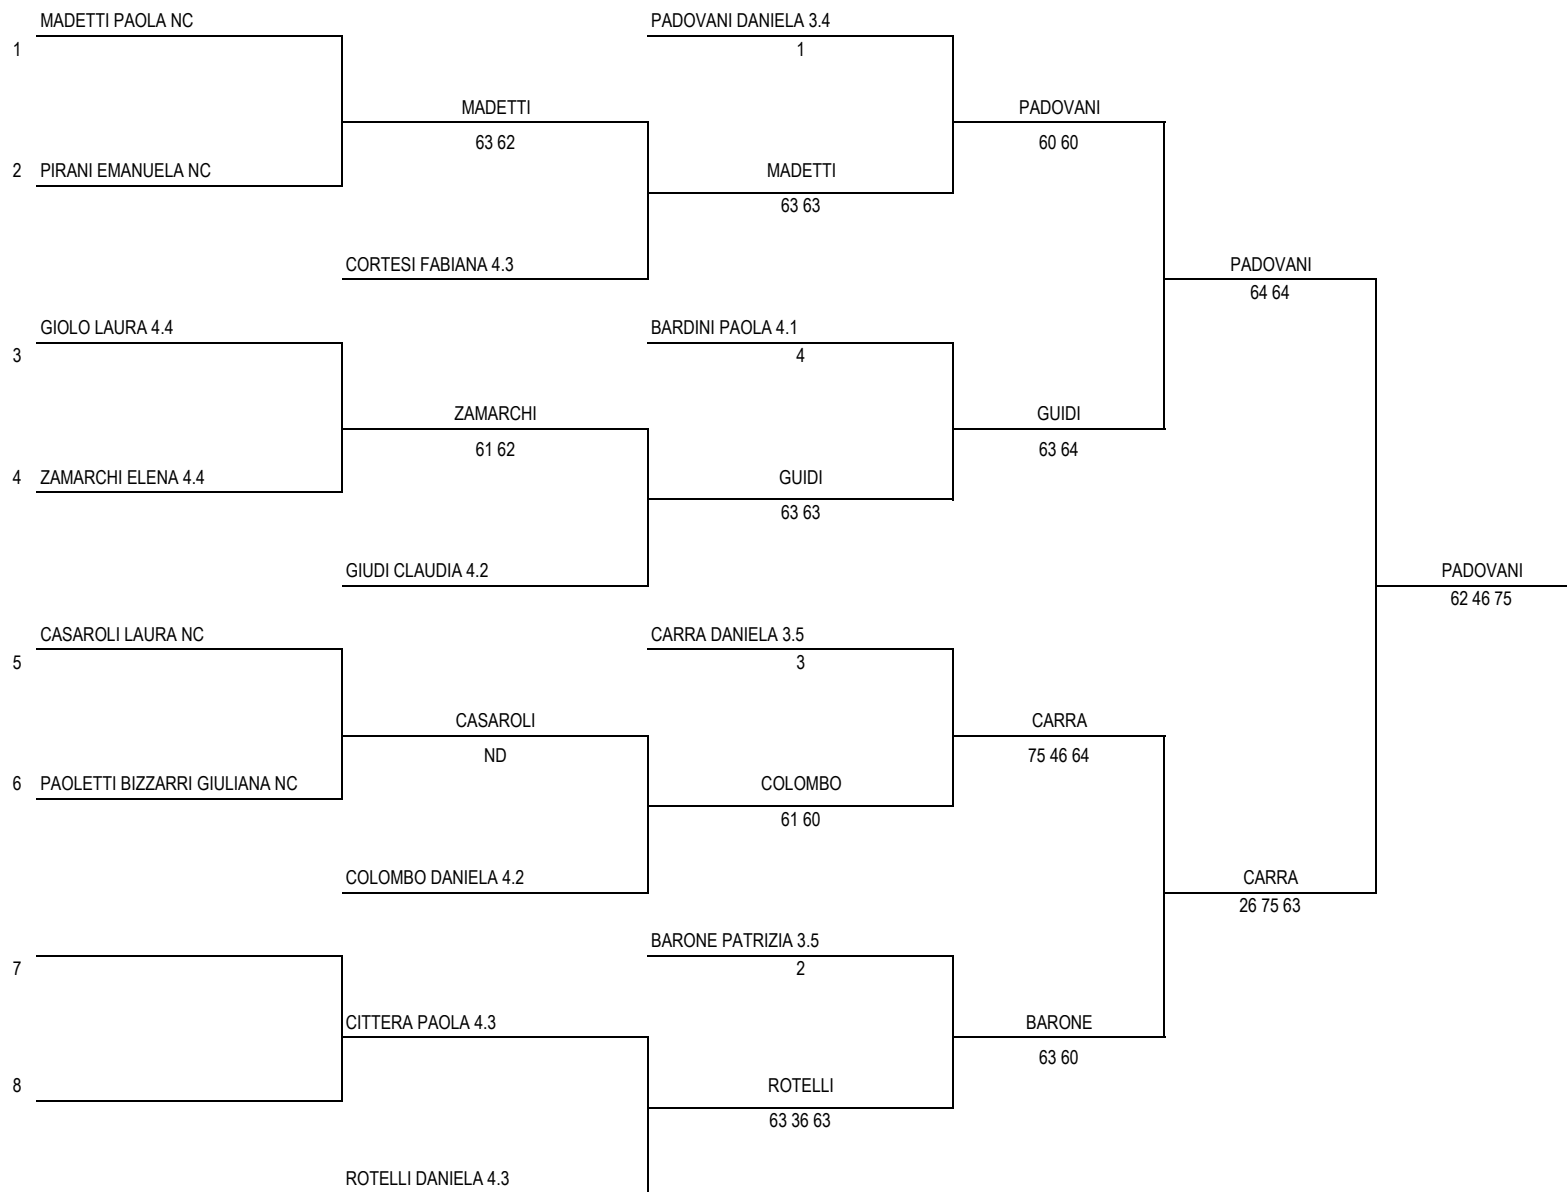 MADETTI PAOLA NC
PADOVANI DANIELA 3.4
1
1
MADETTI
PADOVANI
63 62
60 60
2 PIRANI EMANUELA NC
MADETTI
63 63
CORTESI FABIANA 4.3
PADOVANI
64 64
GIOLO LAURA 4.4
BARDINI PAOLA 4.1
3
4
ZAMARCHI
GUIDI
61 62
63 64
4 ZAMARCHI ELENA 4.4
GUIDI
63 63
GIUDI CLAUDIA 4.2
PADOVANI
62 46 75
CASAROLI LAURA NC
CARRA DANIELA 3.5
5
3
CASAROLI
CARRA
ND
75 46 64
6 PAOLETTI BIZZARRI GIULIANA NC
COLOMBO
61 60
COLOMBO DANIELA 4.2
CARRA
26 75 63
BARONE PATRIZIA 3.5
7
2
CITTERA PAOLA 4.3
BARONE
63 60
8
ROTELLI
63 36 63
ROTELLI DANIELA 4.3